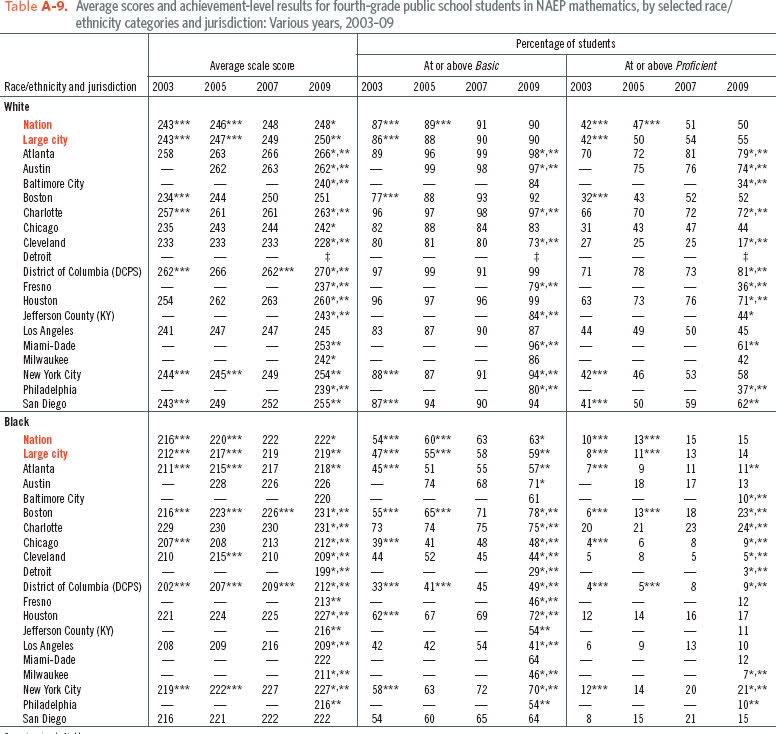 Table A-9. Average scores and achievement-level results for fourth-grade public school students in NAEP mathematics, by selected race/
ethnicity categories and jurisdiction: Various years, 2003–09
Percentage of students
Average scale score At or above Basic At or above Proficient
Race/ethnicity and jurisdiction 2003 2005 2007 2009 2003 2005 2007 2009 2003 2005 2007 2009
White
Nation 243*** 246*** 248 248* 87*** 89*** 91 90 42*** 47*** 51 50
Large city 243*** 247*** 249 250** 86*** 88 90 90 42*** 50 54 55
Atlanta 258 263 266 266*,** 89 96 99 98*,** 70 72 81 79*,**
Austin — 262 263 262*,** — 99 98 97*,** — 75 76 74*,**
Baltimore City — — — 240*,** — — — 84 — — — 34*,**
Boston 234*** 244 250 251 77*** 88 93 92 32*** 43 52 52
Charlotte 257*** 261 261 263*,** 96 97 98 97*,** 66 70 72 72*,**
Chicago 235 243 244 242* 82 88 84 83 31 43 47 44
Cleveland 233 233 233 228*,** 80 81 80 73*,** 27 25 25 17*,**
Detroit — — — ‡ — — — ‡ — — — ‡
District of Columbia (DCPS) 262*** 266 262*** 270*,** 97 99 91 99 71 78 73 81*,**
Fresno — — — 237*,** — — — 79*,** — — — 36*,**
Houston 254 262 263 260*,** 96 97 96 99 63 73 76 71*,**
Jefferson County (KY) — — — 243*,** — — — 84*,** — — — 44*
Los Angeles 241 247 247 245 83 87 90 87 44 49 50 45
Miami-Dade — — — 253** — — — 96*,** — — — 61**
Milwaukee — — — 242* — — — 86 — — — 42
New York City 244*** 245*** 249 254** 88*** 87 91 94*,** 42*** 46 53 58
Philadelphia — — — 239*,** — — — 80*,** — — — 37*,**
San Diego 243*** 249 252 255** 87*** 94 90 94 41*** 50 59 62**
Black
Nation 216*** 220*** 222 222* 54*** 60*** 63 63* 10*** 13*** 15 15
Large city 212*** 217*** 219 219** 47*** 55*** 58 59** 8*** 11*** 13 14
Atlanta 211*** 215*** 217 218** 45*** 51 55 57** 7*** 9 11 11**
Austin — 228 226 226 — 74 68 71* — 18 17 13
Baltimore City — — — 220 — — — 61 — — — 10*,**
Boston 216*** 223*** 226*** 231*,** 55*** 65*** 71 78*,** 6*** 13*** 18 23*,**
Charlotte 229 230 230 231*,** 73 74 75 75*,** 20 21 23 24*,**
Chicago 207*** 208 213 212*,** 39*** 41 48 48*,** 4*** 6 8 9*,**
Cleveland 210 215*** 210 209*,** 44 52 45 44*,** 5 8 5 5*,**
Detroit — — — 199*,** — — — 29*,** — — — 3*,**
District of Columbia (DCPS) 202*** 207*** 209*** 212*,** 33*** 41*** 45 49*,** 4*** 5*** 8 9*,**
Fresno — — — 213** — — — 46*,** — — — 12
Houston 221 224 225 227*,** 62*** 67 69 72*,** 12 14 16 17
Jefferson County (KY) — — — 216** — — — 54** — — — 11
Los Angeles 208 209 216 209*,** 42 42 54 41*,** 6 9 13 10
Miami-Dade — — — 222 — — — 64 — — — 12
Milwaukee — — — 211*,** — — — 46*,** — — — 7*,**
New York City 219*** 222*** 227 227*,** 58*** 63 72 70*,** 12*** 14 20 21*,**
Philadelphia — — — 216** — — — 54** — — — 10**
San Diego 216 221 222 222 54 60 65 64 8 15 21 15